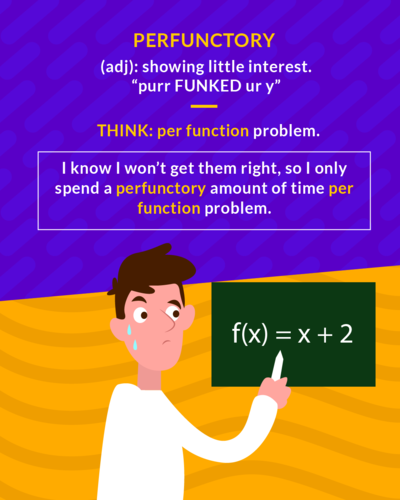 PERFUNCTORY
(adj): showing little interest.
“purr FUNKED ur y”
THINK: per function problem.
I know I won’t get them right, so I only
spend a perfunctory amount of time per
function problem.
f(x) = x + 2